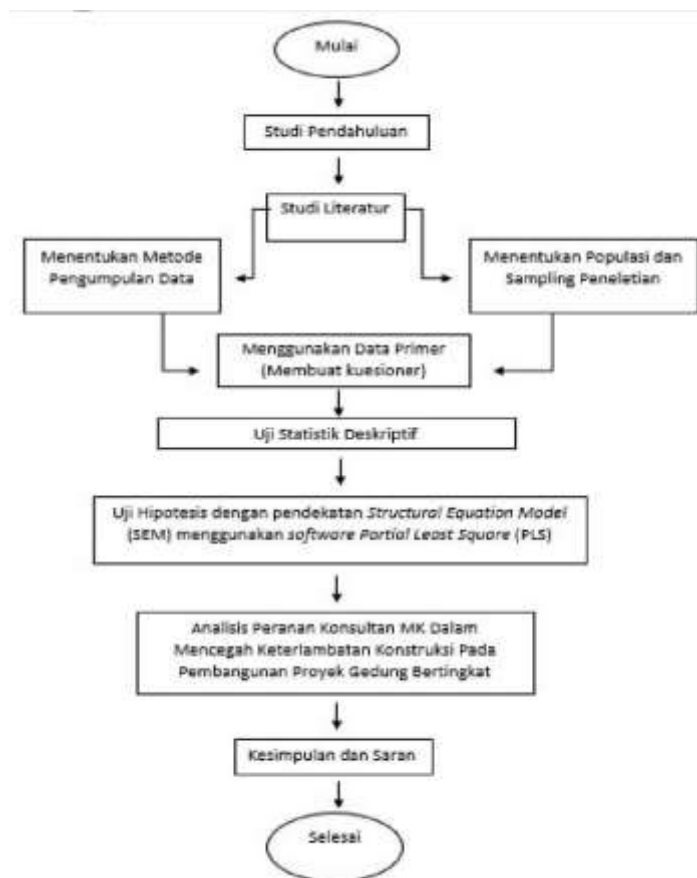 Mulai
Studi Pendahuluan
Studi Literatur
Menentukan Metode
Pengumpulan Data
Menentukan Populasi dan
Sampling Peneletian
Menggunakan Data Primer
(Membuat kuesioner)
Uji Statistik Deskriptif
Uji Hipotesis dengan pendekatan Structural Equation Model
(SEM) menggunakan software Partial Least Square (PLS)
Analisis Peranan Konsultan MK Dalam
Mencegah Keterlambatan Konstruksi Pada
Pembangunan Proyek Gedung Bertingkat
Kesimpulan dan Saran
Selesai